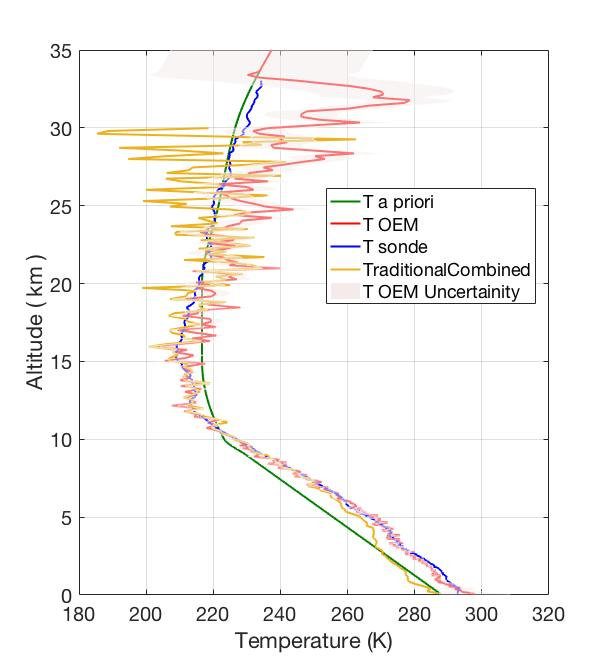 35
30
25
20
15
10
5
0
Altitude ( km )
T a priori
T OEM
T sonde
TraditionalCombined
T OEM Uncertainity
180 200 220 240 260 280 300 320
Temperature (K)